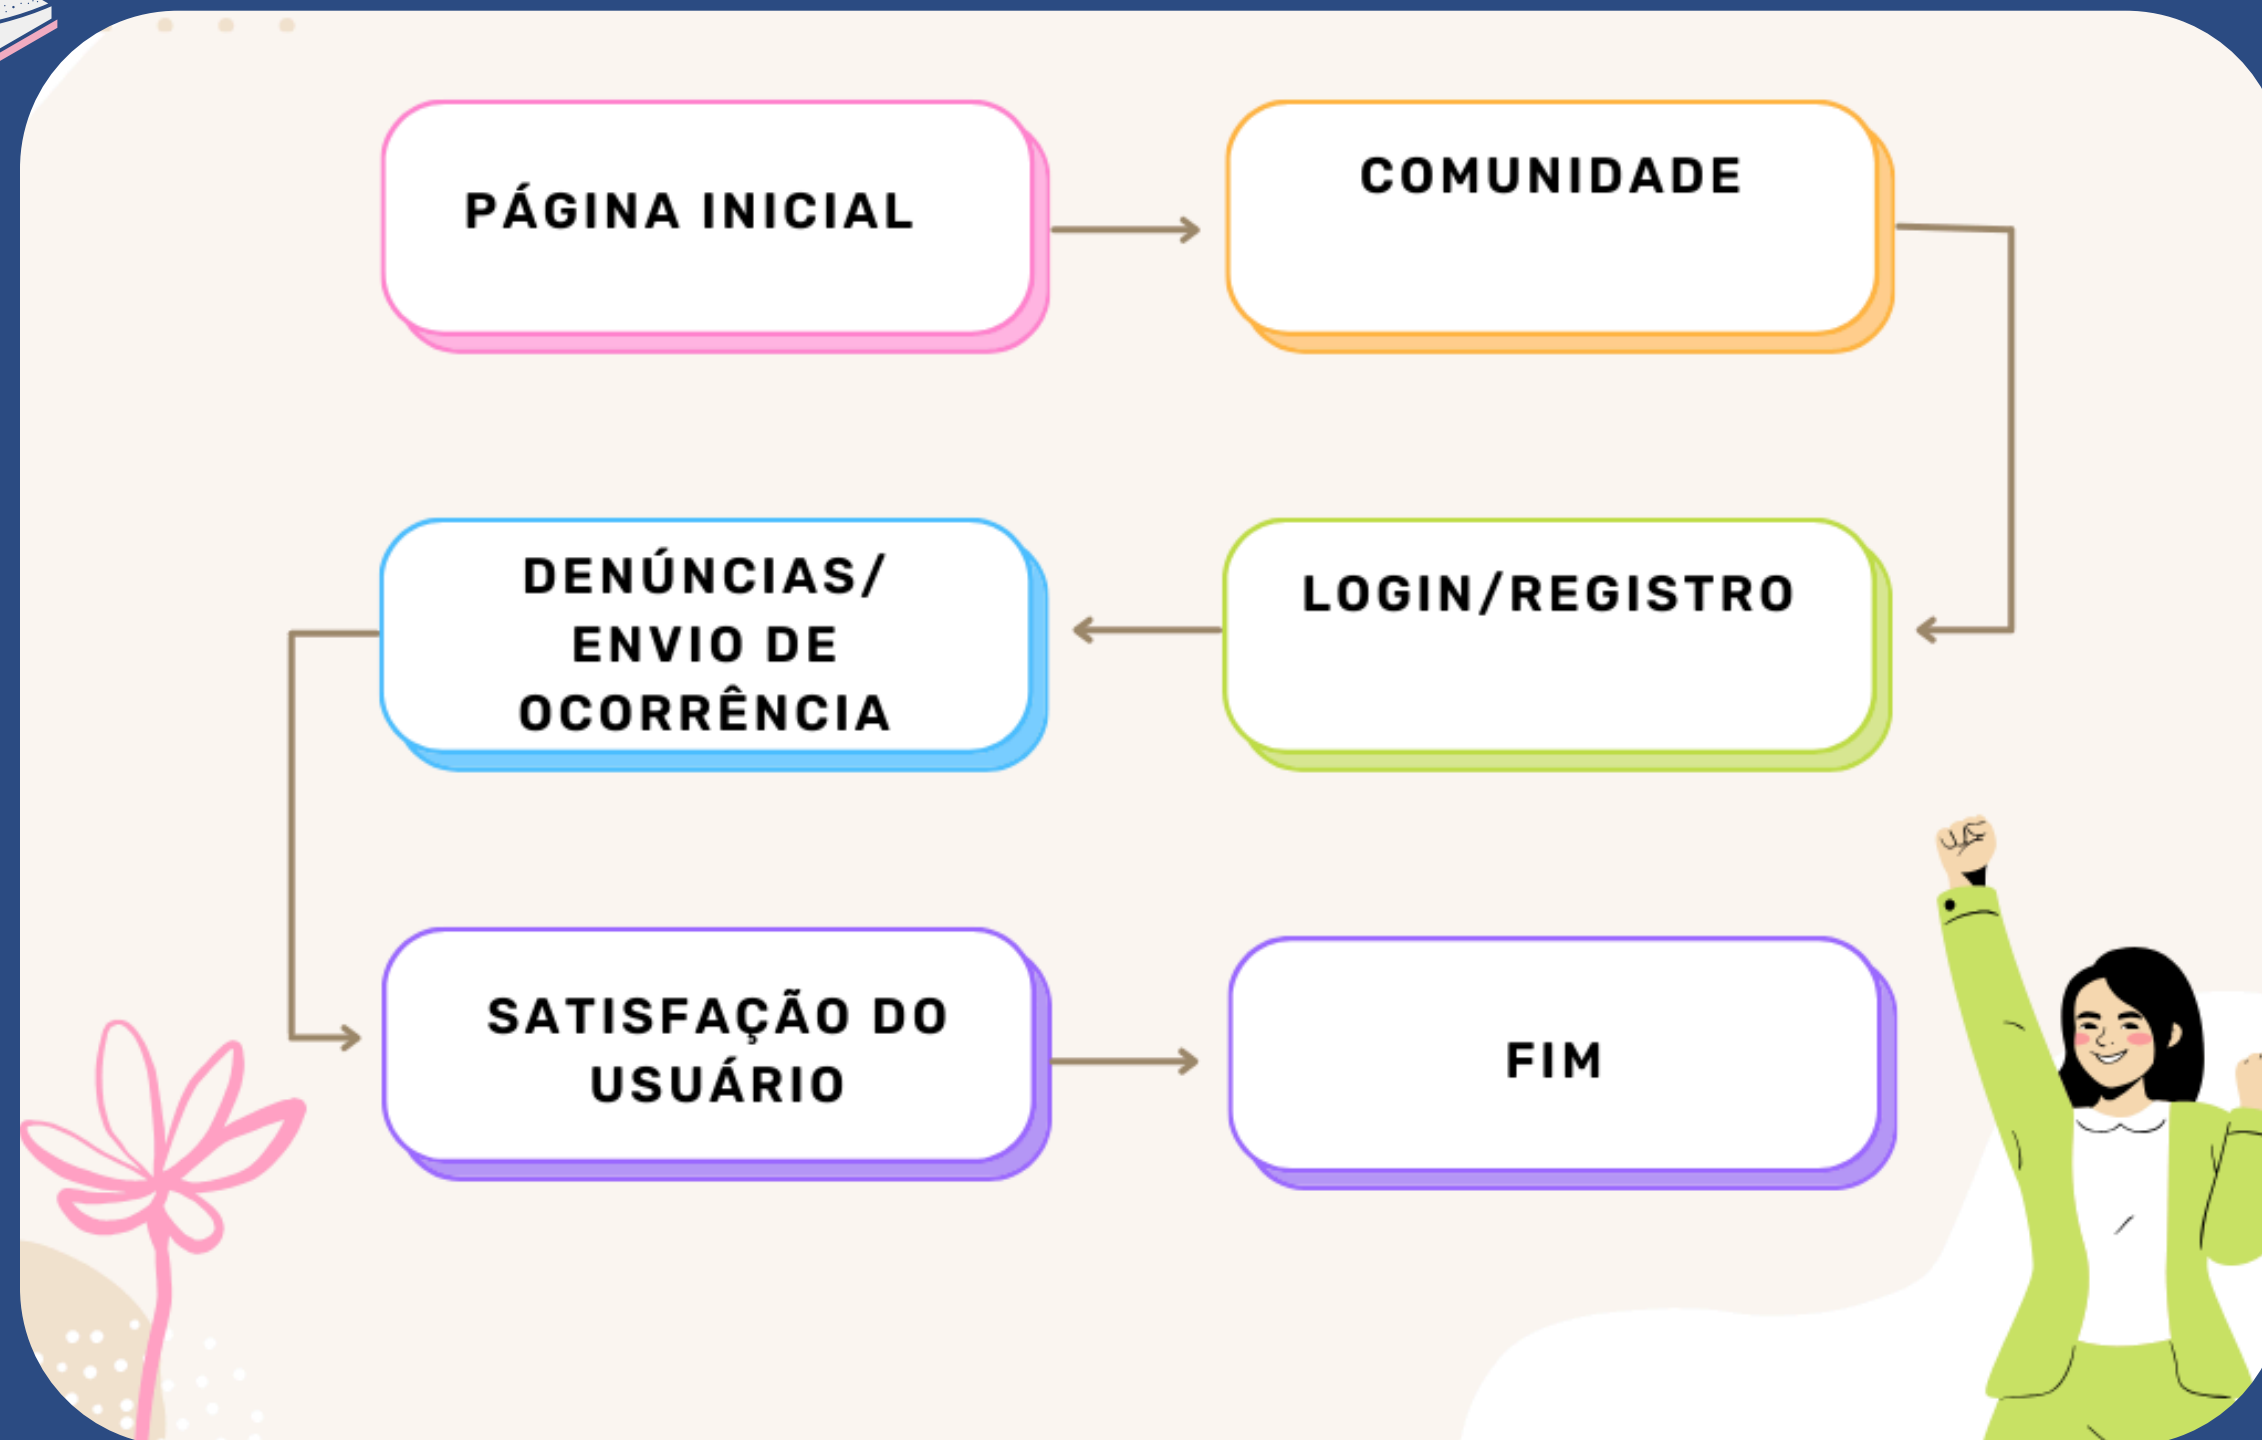 PÁGINA INICIAL
COMUNIDADE
LOGIN/REGISTRO
DENÚNCIAS/
ENVIO DE
OCORRÊNCIA
SATISFAÇÃO DO
USUÁRIO
FIM